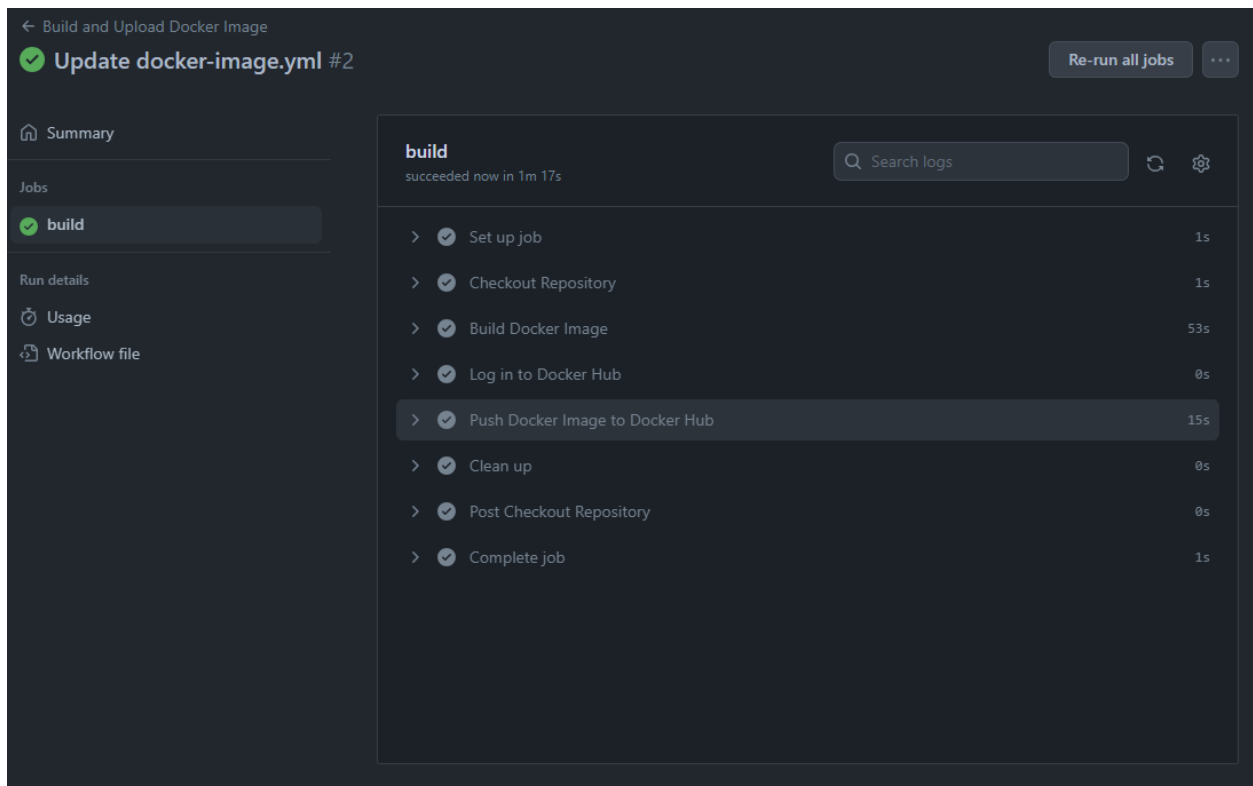 ← Build and Upload Docker Image
Update docker-image.yml #2
Re-run all jobs
...
Summary
Jobs
build
Run details
Usage
Workflow file
build
succeeded now in 1m 17s
Search logs
Set up job 1s
Checkout Repository 1s
Build Docker Image 53s
Log in to Docker Hub 0s
Push Docker Image to Docker Hub 15s
Clean up 0s
Post Checkout Repository 0s
Complete job 1s